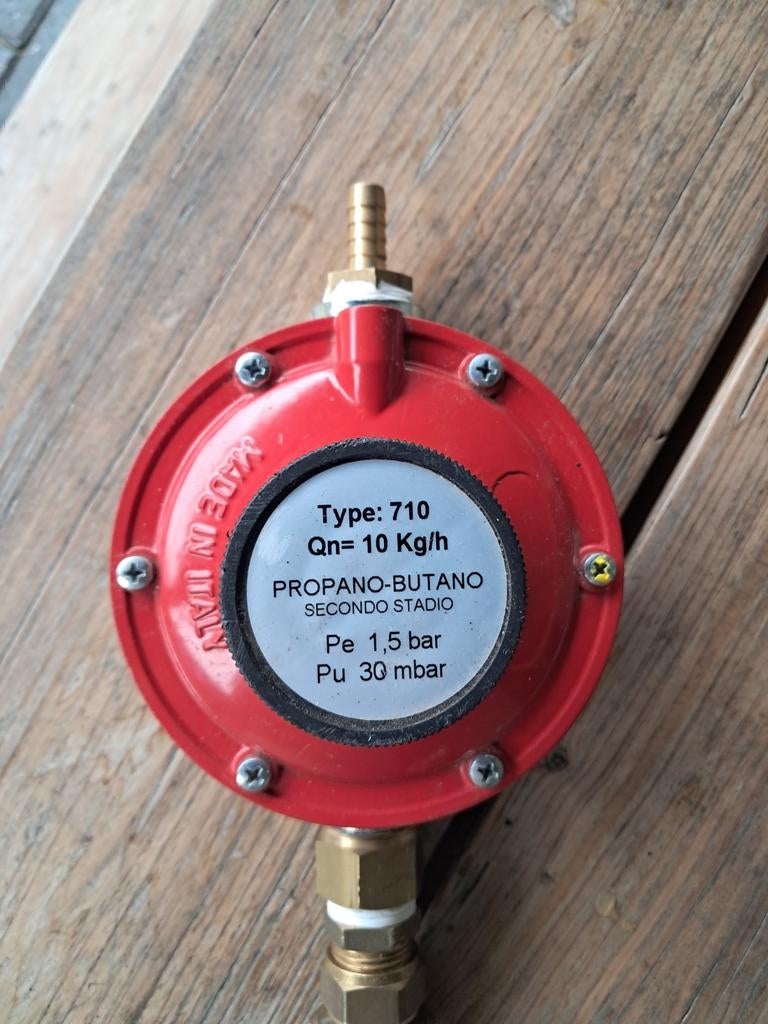 MADE IN ITALY
Type: 710
Qn= 10 Kg/h
PROPANO-BUTANO
SECONDO STADIO
Pe 1,5 bar
Pu 30 mbar